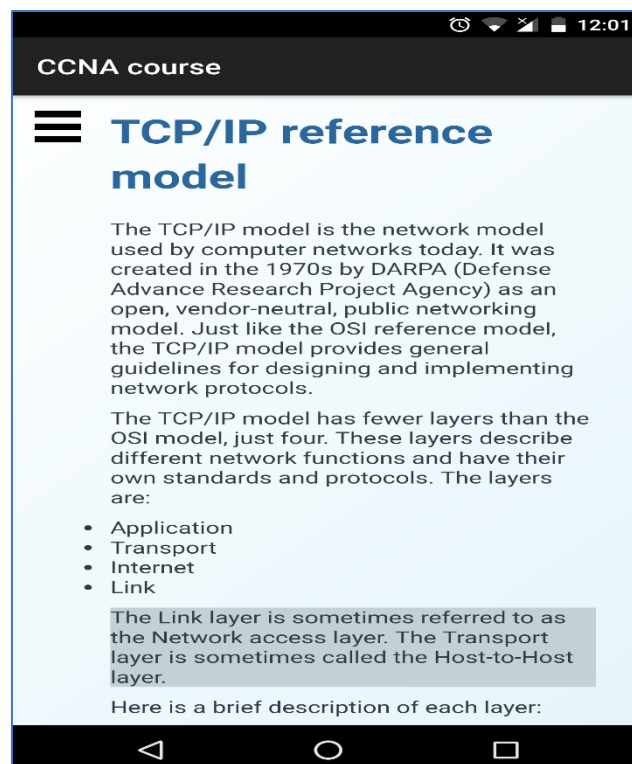 12:01
CCNA course
TCP/IP reference
model
The TCP/IP model is the network model
used by computer networks today. It was
created in the 1970s by DARPA (Defense
Advance Research Project Agency) as an
open, vendor-neutral, public networking
model. Just like the OSI reference model,
the TCP/IP model provides general
guidelines for designing and implementing
network protocols.
The TCP/IP model has fewer layers than the
OSI model, just four. These layers describe
different network functions and have their
own standards and protocols. The layers
are:
• Application
• Transport
• Internet
• Link
The Link layer is sometimes referred to as
the Network access layer. The Transport
layer is sometimes called the Host-to-Host
layer.
Here is a brief description of each layer: